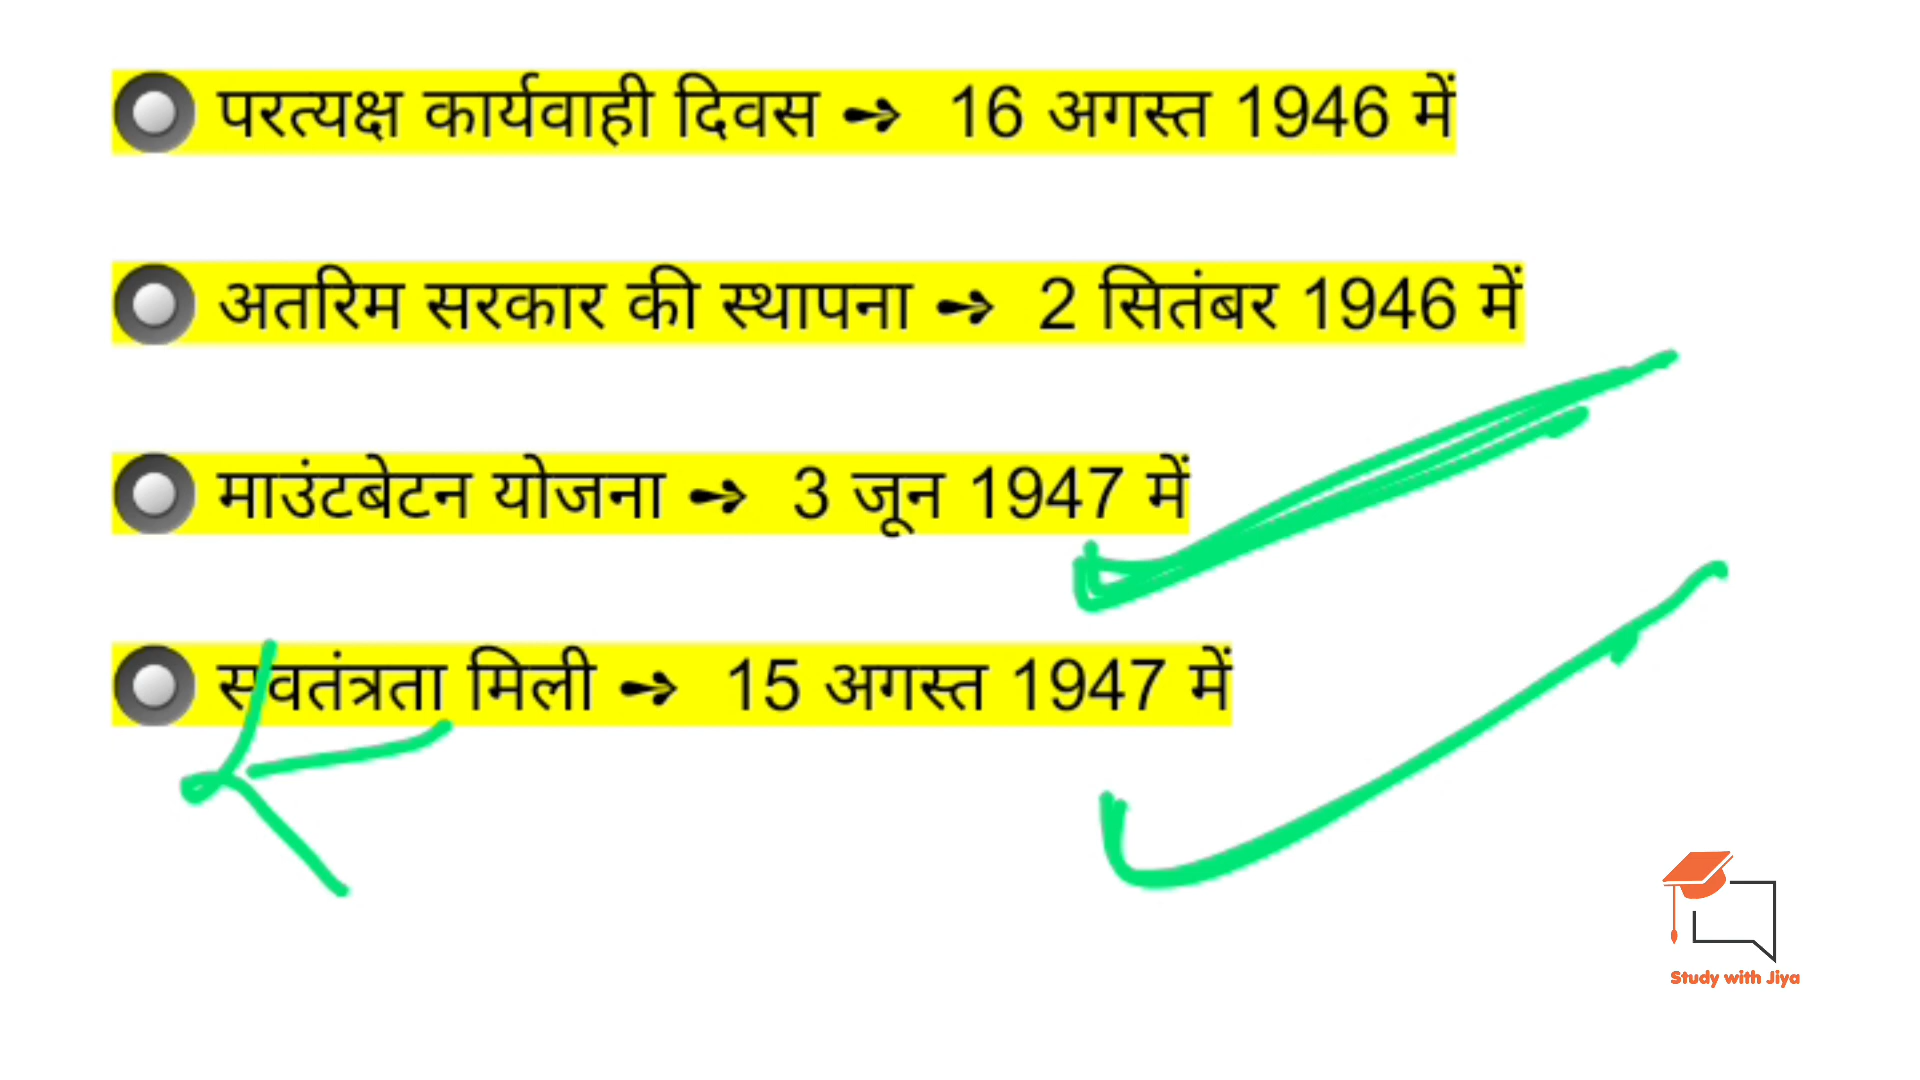 परत्यक्ष कार्यवाही दिवस ➺ 16 अगस्त 1946 में
अतरिम सरकार की स्थापना ➺ 2 सितंबर 1946 में
माउंटबेटन योजना ➺ 3 जून 1947 में
स्वतंत्रता मिली ➺ 15 अगस्त 1947 में
Study with Jiya